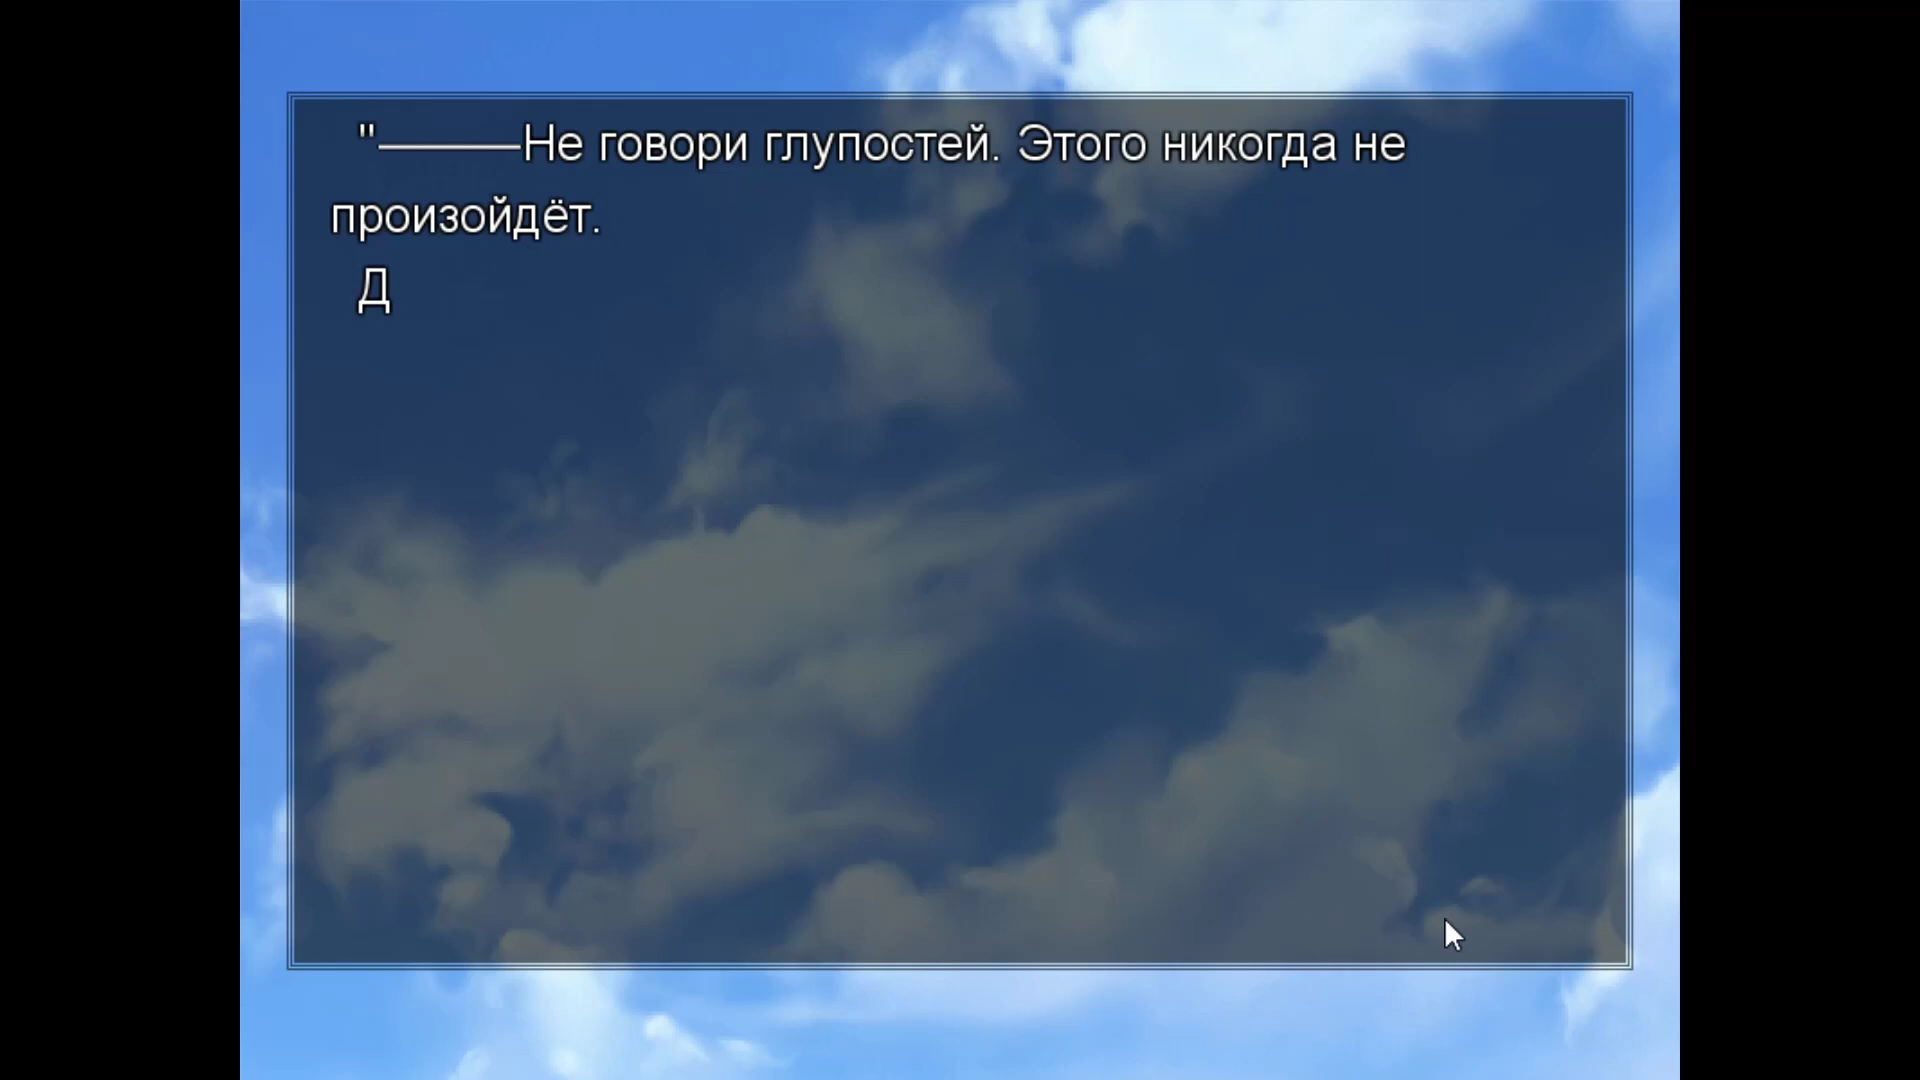 "———Не говори глупостей. Этого никогда не
произойдёт.
Д